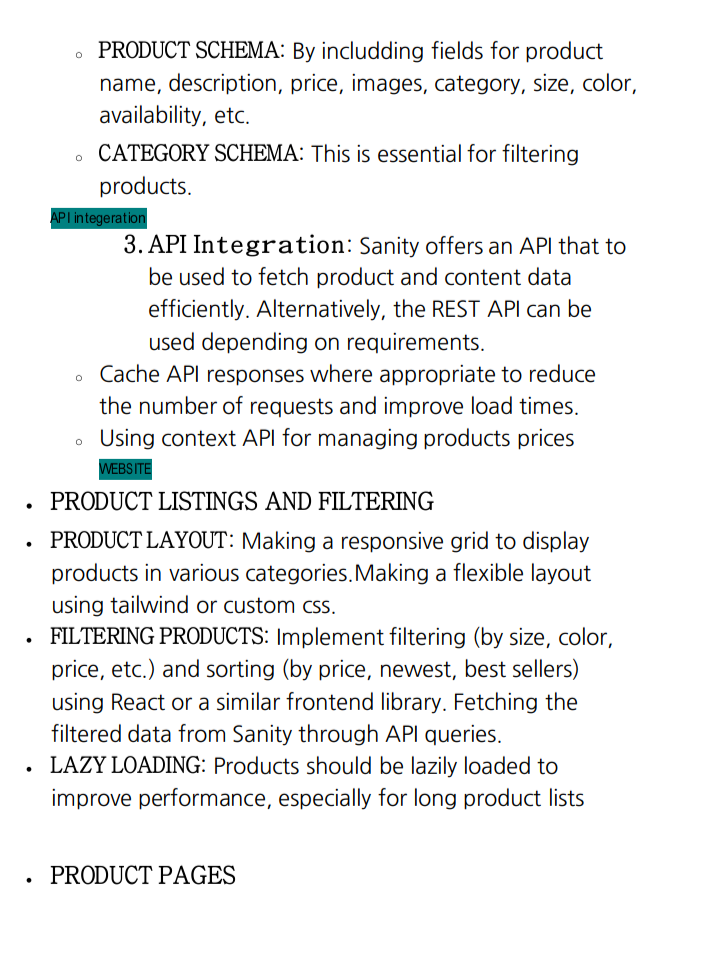 ○ PRODUCT SCHEMA: By includding fields for product
name, description, price, images, category, size, color,
availability, etc.
○ CATEGORY SCHEMA: This is essential for filtering
products.
API integeration
3. API Integration: Sanity offers an API that to
be used to fetch product and content data
efficiently. Alternatively, the REST API can be
used depending on requirements.
○ Cache API responses where appropriate to reduce
the number of requests and improve load times.
○ Using context API for managing products prices
WEBSITE
• PRODUCT LISTINGS AND FILTERING
• PRODUCT LAYOUT: Making a responsive grid to display
products in various categories.Making a flexible layout
using tailwind or custom css.
• FILTERING PRODUCTS: Implement filtering (by size, color,
price, etc.) and sorting (by price, newest, best sellers)
using React or a similar frontend library. Fetching the
filtered data from Sanity through API queries.
• LAZY LOADING: Products should be lazily loaded to
improve performance, especially for long product lists
• PRODUCT PAGES